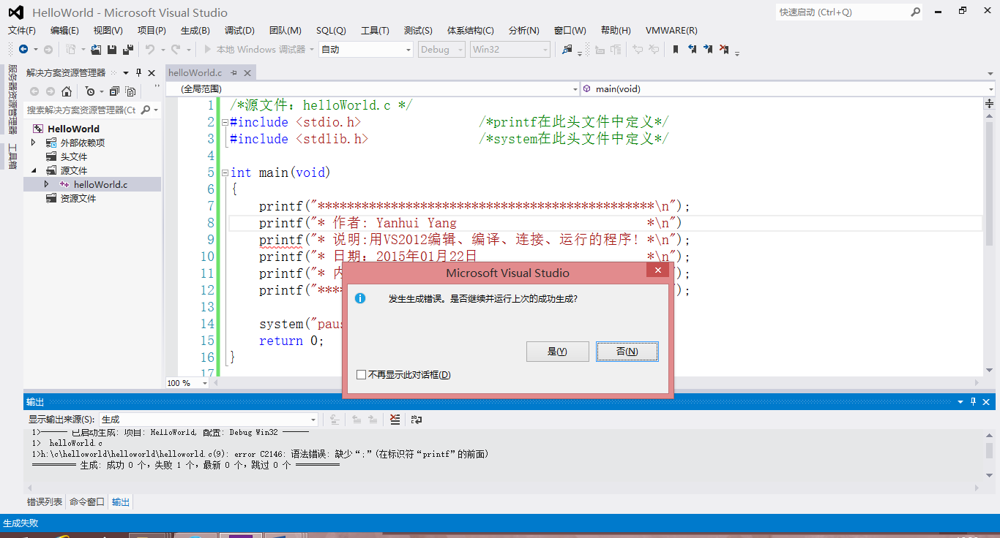 HelloWorld - Microsoft Visual Studio
快速启动 (Ctrl+Q)
文件(F) 编辑(E) 视图(V) 项目(P) 生成(B) 调试(D) 团队(M) SQL(Q) 工具(T) 测试(S) 体系结构(C) 分析(N) 窗口(W) 帮助(H) VMWARE(R)
本地 Windows 调试器 自动 Debug Win32
服务器资源管理器
工具箱
解决方案资源管理器
搜索解决方案资源管理器(Ct
HelloWorld
外部依赖项
头文件
源文件
helloWorld.c
资源文件
helloWorld.c
(全局范围) main(void)
1 /*源文件: helloWorld.c */
2 #include <stdio.h> /*printf在此头文件中定义*/
3 #include <stdlib.h> /*system在此头文件中定义*/
4
5 int main(void)
6 {
7 printf("**********************************************\n");
8 printf("* 作者: Yanhui Yang *\n")
9 printf("* 说明:用VS2012编辑、编译、连接、运行的程序! *\n");
10 printf("* 日期: 2015年01月22日 *\n");
11 printf("* 内 ");
12 printf("*** ");
13
14 system("paus
15 return 0;
16 }
17
100 %
Microsoft Visual Studio
发生生成错误。是否继续并运行上次的成功生成?
是(Y) 否(N)
不再显示此对话框(D)
输出
显示输出来源(S): 生成
1>------ 已启动生成: 项目: HelloWorld, 配置: Debug Win32 ------
1> helloWorld.c
1>h:\c\helloworld\helloworld\helloworld.c(9): error C2146: 语法错误: 缺少“;”(在标识符“printf”的前面)
========== 生成: 成功 0 个，失败 1 个，最新 0 个，跳过 0 个 ==========
错误列表 命令窗口 输出
生成失败